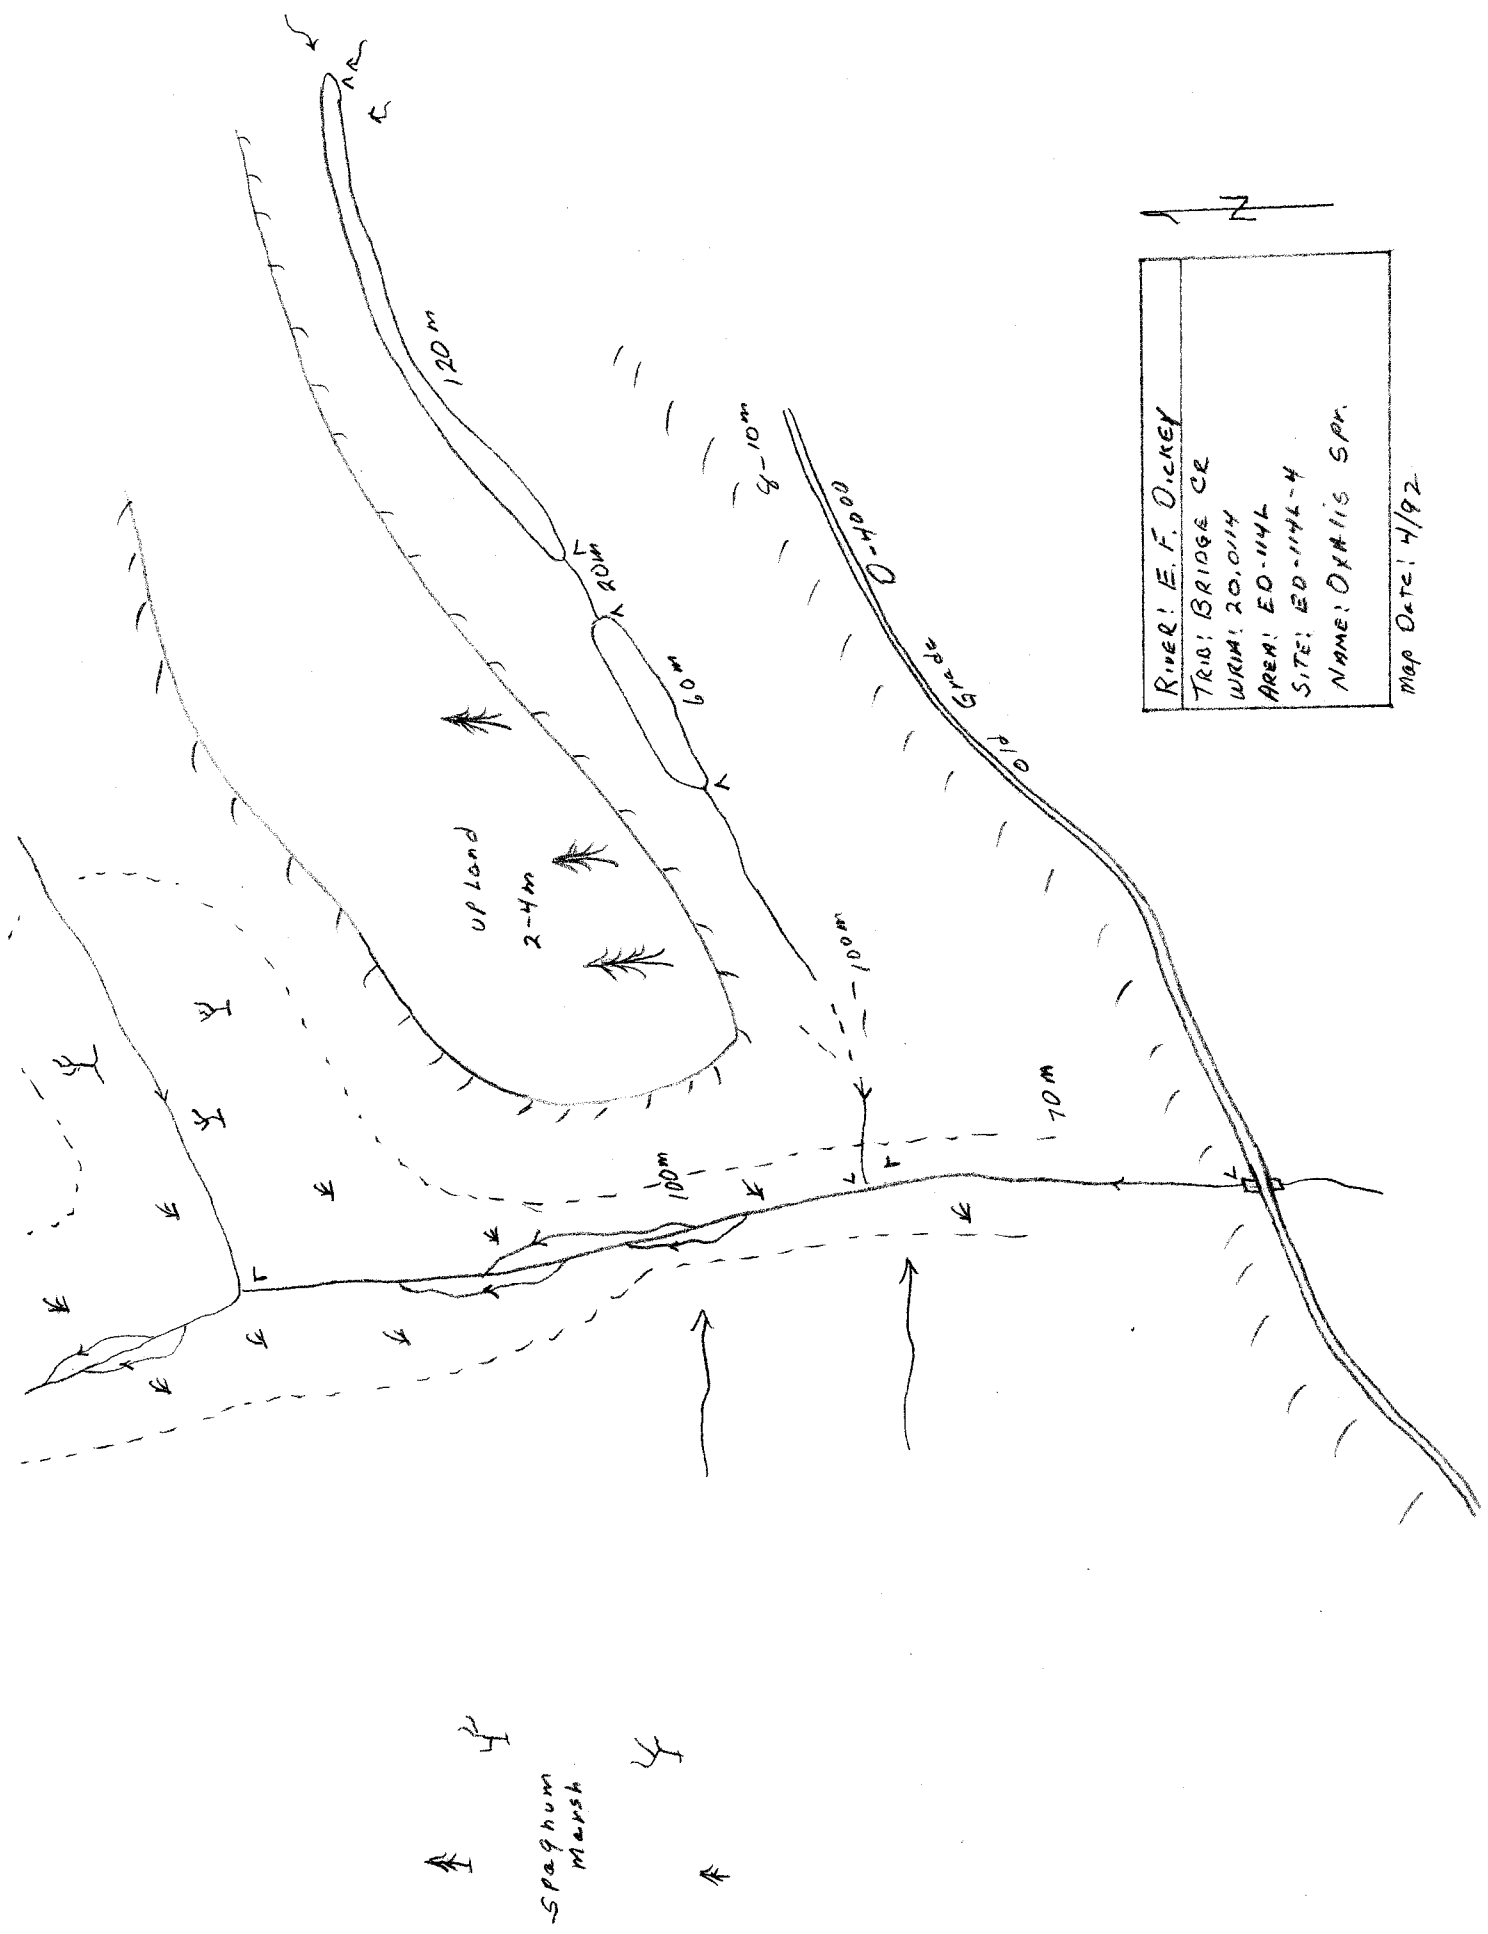 120m
20m
60m
8-10m
D-4000
Old Grade
UP Land
2-4m
100m
100m
70m
-Spaghum
Marsh
N
RIVER: E. F. DICKEY
TRIB: BRIDGE CR
WRIA: 20.0114
AREA: ED-114L
SITE: ED-114L-4
NAME: OXALIS SPR.
Map Date: 4/92